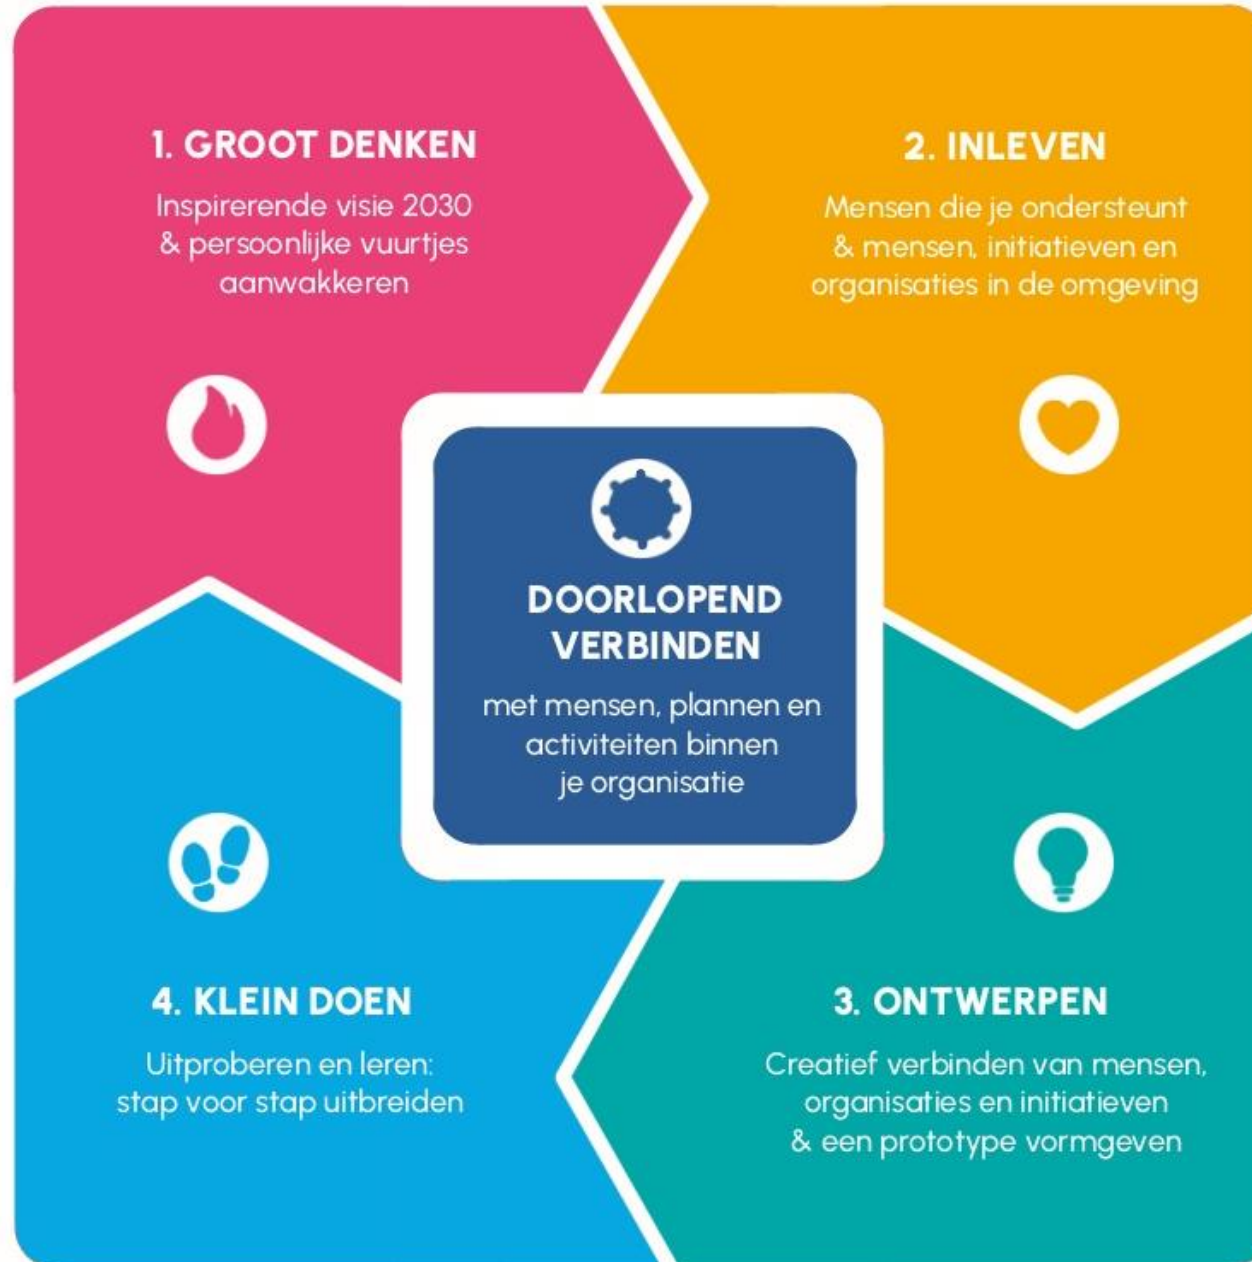 1. GROOT DENKEN
Inspirerende visie 2030
& persoonlijke vuurtjes
aanwakkeren
2. INLEVEN
Mensen die je ondersteunt
& mensen, initiatieven en
organisaties in de omgeving
DOORLOPEND
VERBINDEN
met mensen, plannen en
activiteiten binnen
je organisatie
3. ONTWERPEN
Creatief verbinden van mensen,
organisaties en initiatieven
& een prototype vormgeven
4. KLEIN DOEN
Uitproberen en leren:
stap voor stap uitbreiden